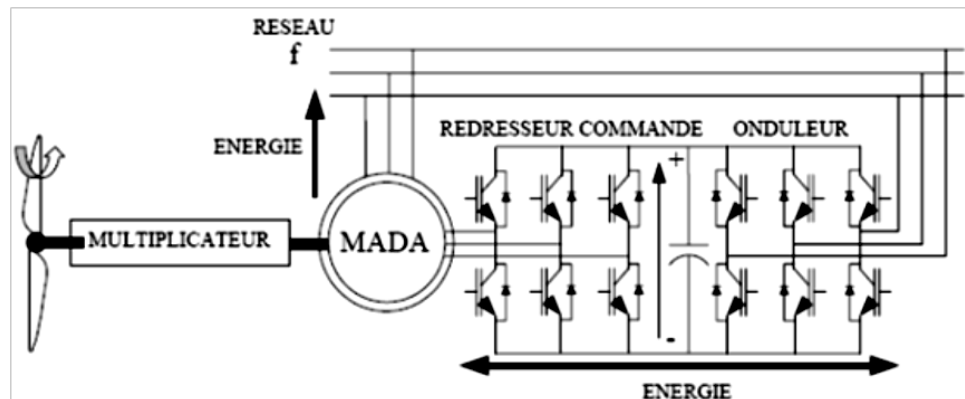 RESEAU
f
ENERGIE
REDRESSEUR COMMANDE
ONDULEUR
+
MULTIPLICATEUR
MADA
-
ENERGIE